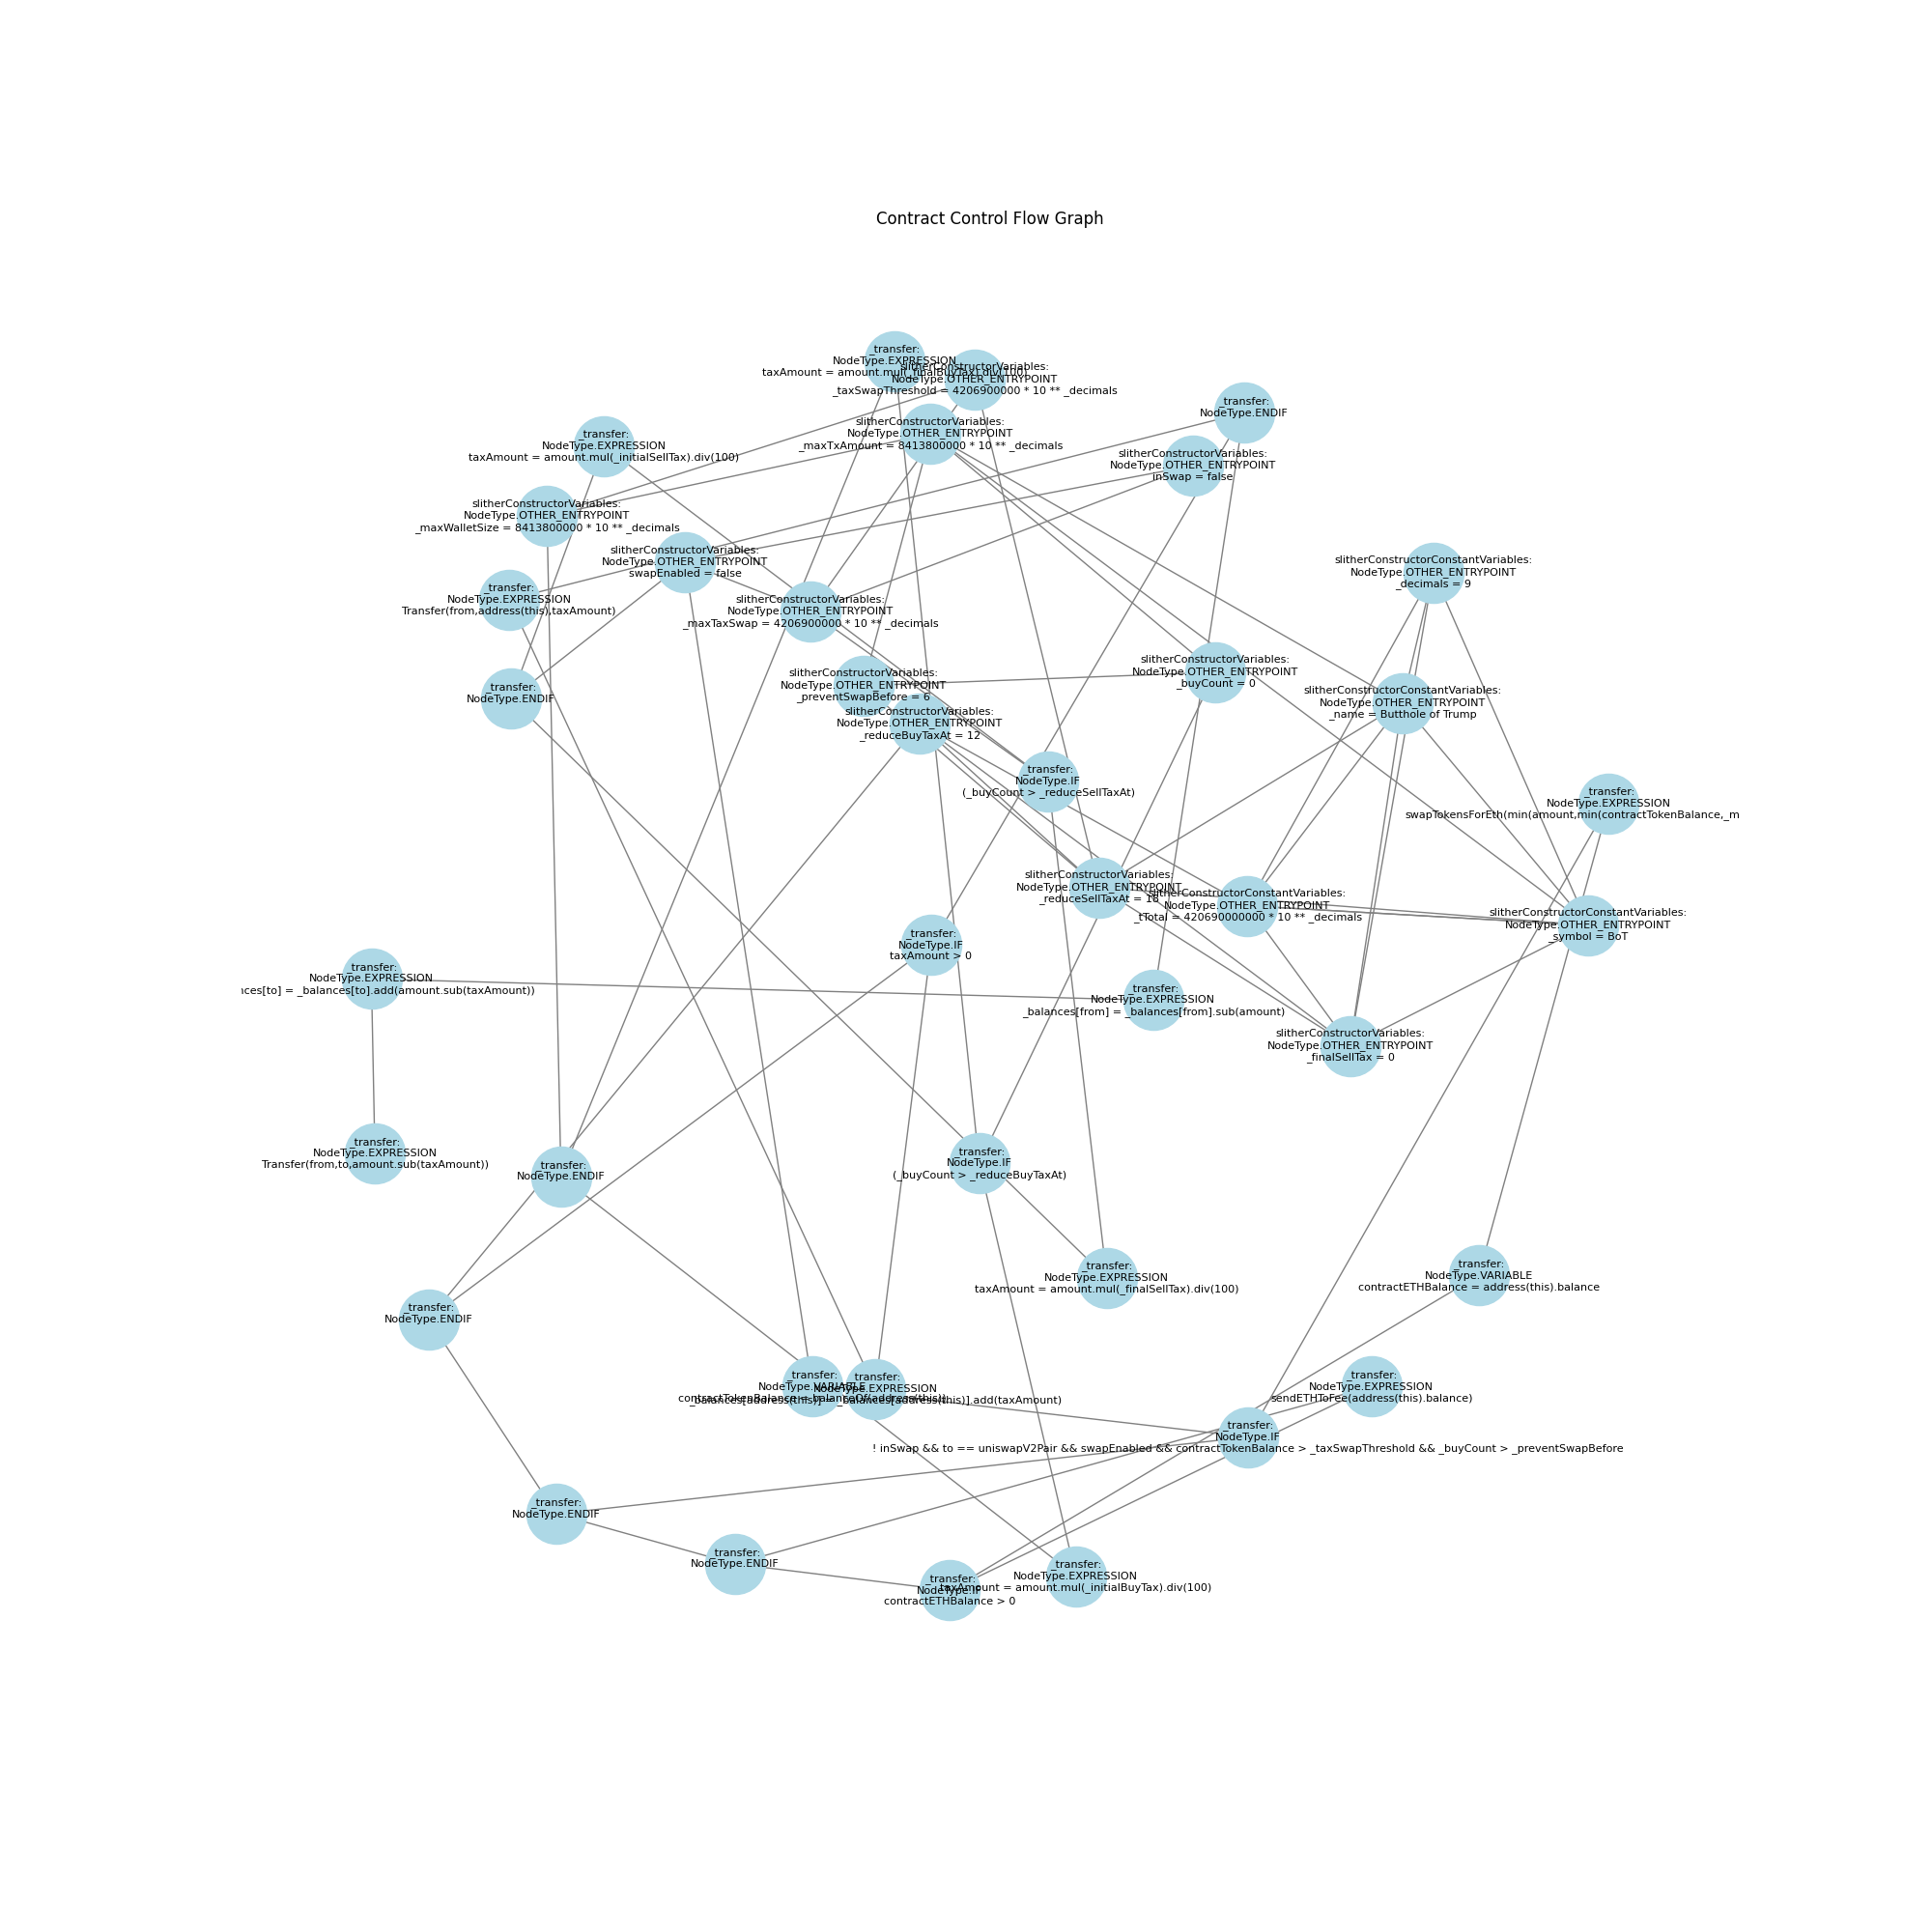 Contract Control Flow Graph
_transfer:
NodeType.EXPRESSION
taxAmount = amount.mul(_finalBuyTax).div(100)
slitherConstructorVariables:
NodeType.OTHER_ENTRYPOINT
_taxSwapThreshold = 4206900000 * 10 ** _decimals
_transfer:
NodeType.ENDIF
slitherConstructorVariables:
NodeType.OTHER_ENTRYPOINT
_maxTxAmount = 8413800000 * 10 ** _decimals
_transfer:
NodeType.EXPRESSION
taxAmount = amount.mul(_initialSellTax).div(100)
slitherConstructorVariables:
NodeType.OTHER_ENTRYPOINT
inSwap = false
slitherConstructorVariables:
NodeType.OTHER_ENTRYPOINT
_maxWalletSize = 8413800000 * 10 ** _decimals
slitherConstructorVariables:
NodeType.OTHER_ENTRYPOINT
swapEnabled = false
slitherConstructorConstantVariables:
NodeType.OTHER_ENTRYPOINT
_decimals = 9
_transfer:
NodeType.EXPRESSION
Transfer(from,address(this),taxAmount)
slitherConstructorVariables:
NodeType.OTHER_ENTRYPOINT
_maxTaxSwap = 4206900000 * 10 ** _decimals
slitherConstructorVariables:
NodeType.OTHER_ENTRYPOINT
_buyCount = 0
slitherConstructorVariables:
NodeType.OTHER_ENTRYPOINT
_preventSwapBefore = 6
_transfer:
NodeType.ENDIF
slitherConstructorConstantVariables:
NodeType.OTHER_ENTRYPOINT
_name = Butthole of Trump
slitherConstructorVariables:
NodeType.OTHER_ENTRYPOINT
_reduceBuyTaxAt = 12
_transfer:
NodeType.IF
(_buyCount > _reduceSellTaxAt)
_transfer:
NodeType.EXPRESSION
swapTokensForEth(min(amount,min(contractTokenBalance,_m
slitherConstructorVariables:
NodeType.OTHER_ENTRYPOINT
_reduceSellTaxAt =
slitherConstructorConstantVariables:
NodeType.OTHER_ENTRYPOINT
_tTotal = 420690000000 * 10 ** _decimals
slitherConstructorConstantVariables:
NodeType.OTHER_ENTRYPOINT
_symbol = BoT
_transfer:
NodeType.IF
taxAmount > 0
_transfer:
NodeType.EXPRESSION
nces[to] = _balances[to].add(amount.sub(taxAmount))
_transfer:
NodeType.EXPRESSION
_balances[from] = _balances[from].sub(amount)
slitherConstructorVariables:
NodeType.OTHER_ENTRYPOINT
_finalSellTax = 0
_transfer:
NodeType.EXPRESSION
Transfer(from,to,amount.sub(taxAmount))
_transfer:
NodeType.IF
(_buyCount > _reduceBuyTaxAt)
_transfer:
NodeType.ENDIF
_transfer:
NodeType.EXPRESSION
taxAmount = amount.mul(_finalSellTax).div(100)
_transfer:
NodeType.VARIABLE
contractETHBalance = address(this).balance
_transfer:
NodeType.ENDIF
_transfer:
NodeType.VARIABLE
contractTokenBalance = balanceOf(address(this))
_transfer:
NodeType.EXPRESSION
_balances[address(this)] = _balances[address(this)].add(taxAmount)
_transfer:
NodeType.EXPRESSION
sendETHToFee(address(this).balance)
_transfer:
NodeType.IF
! inSwap && to == uniswapV2Pair && swapEnabled && contractTokenBalance > _taxSwapThreshold && _buyCount > _preventSwapBefore
_transfer:
NodeType.ENDIF
_transfer:
NodeType.ENDIF
_transfer:
NodeType.IF
contractETHBalance > 0
_transfer:
NodeType.EXPRESSION
taxAmount = amount.mul(_initialBuyTax).div(100)